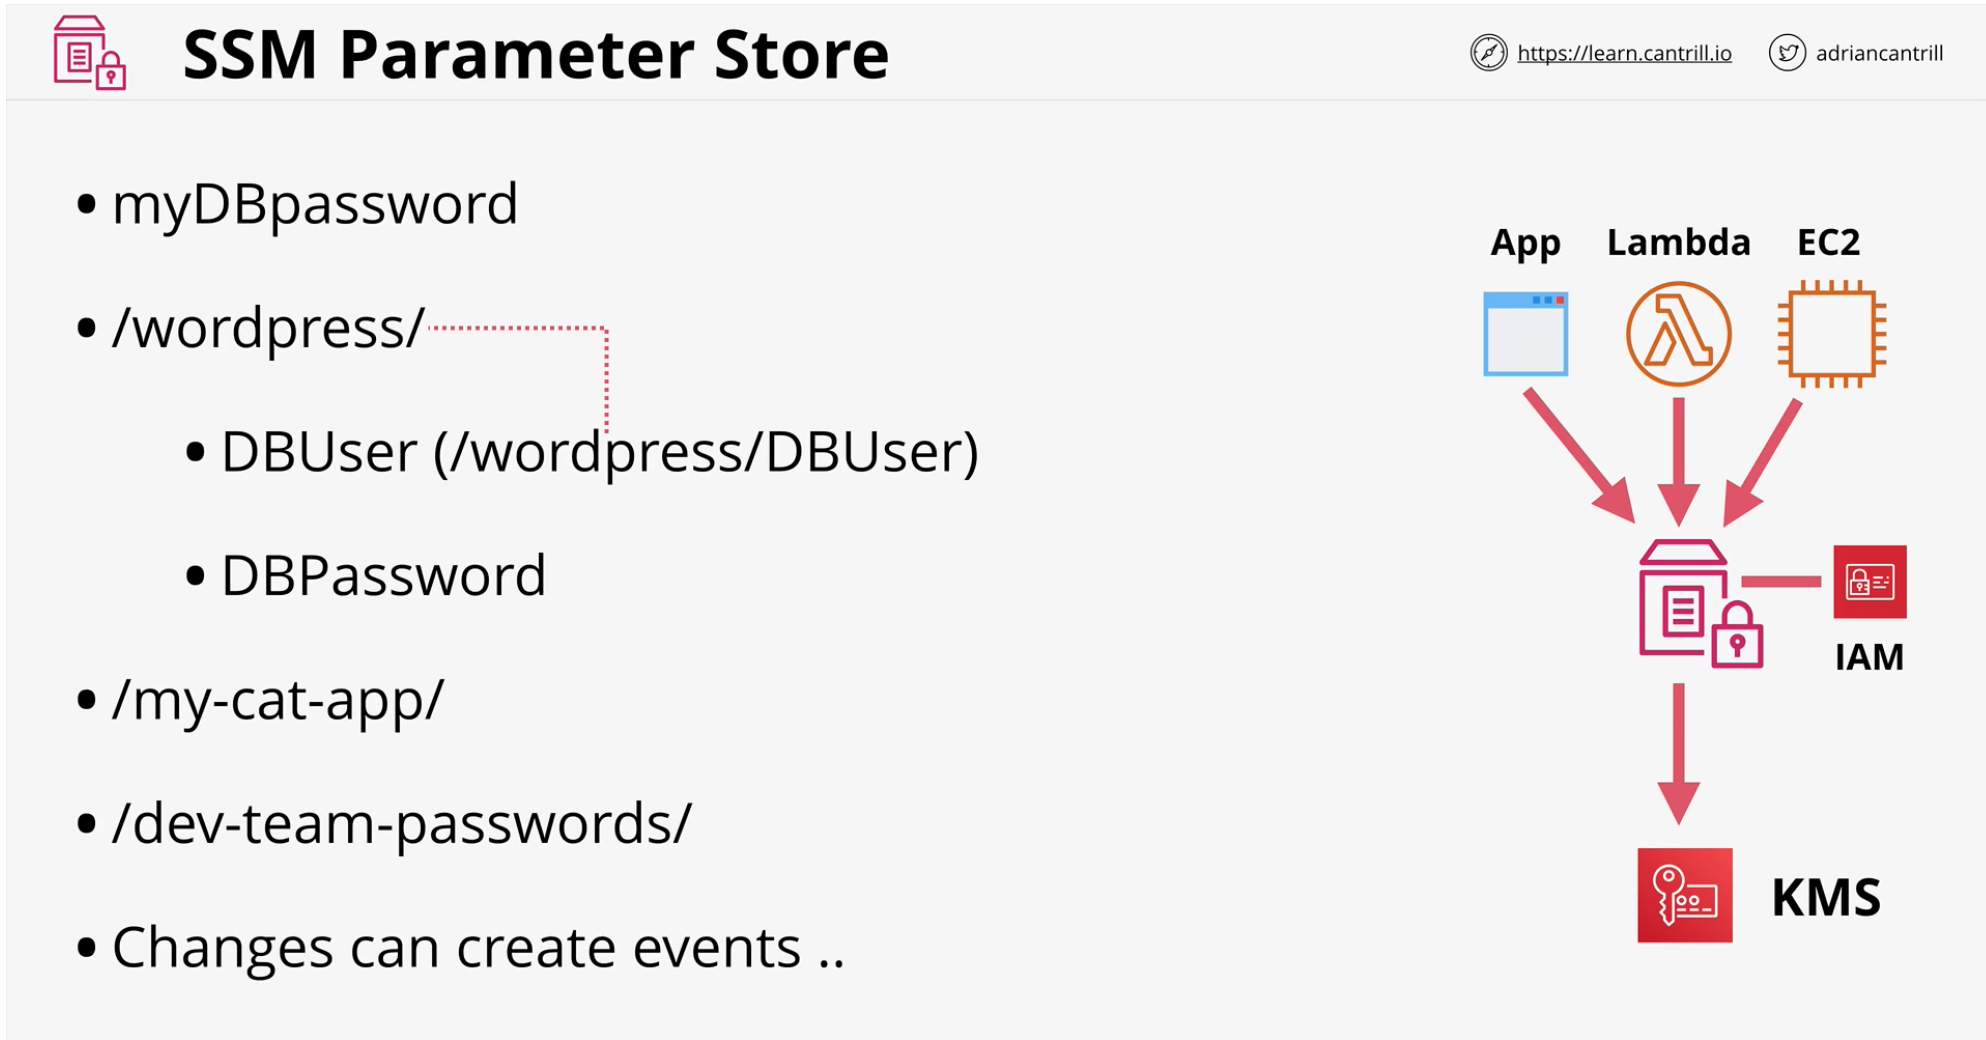 SSM Parameter Store
https://learn.cantrill.io
adriancantrill
• myDBpassword
• /wordpress/
• DBUser (/wordpress/DBUser)
• DBPassword
• /my-cat-app/
• /dev-team-passwords/
• Changes can create events ..
App
Lambda
EC2
IAM
KMS